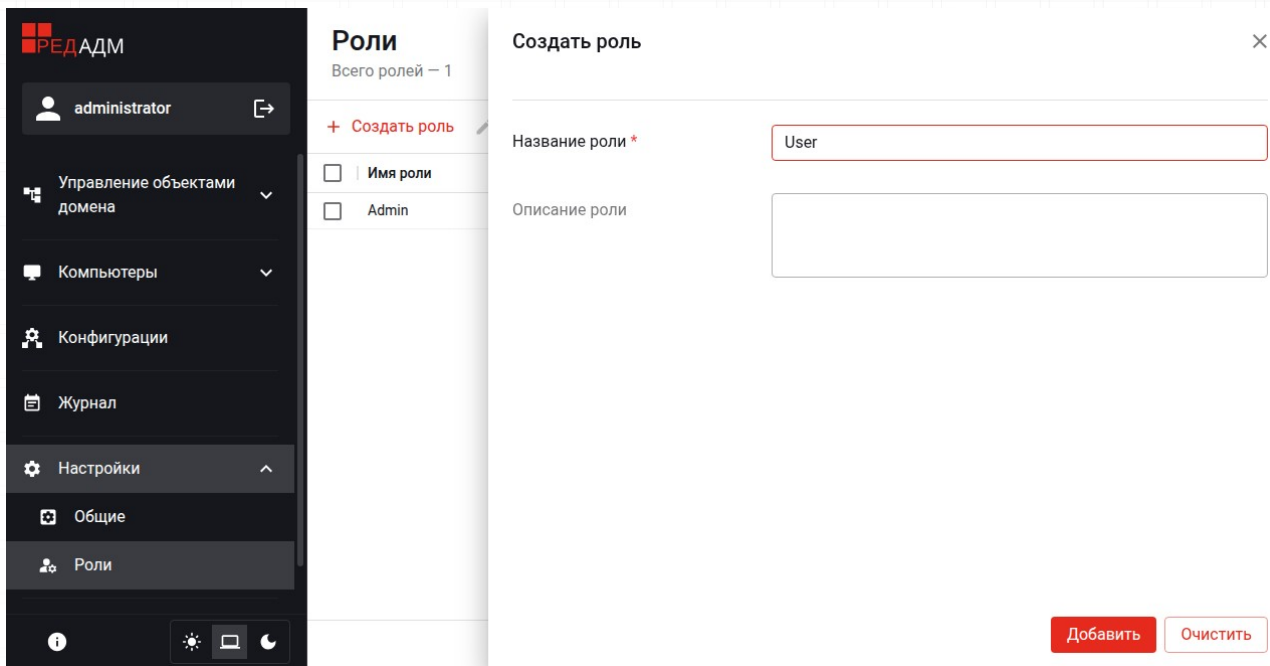 РЕДАДМ
administrator
Управление объектами
домена
Компьютеры
Конфигурации
Журнал
Настройки
Общие
Роли
Роли
Всего ролей — 1
+ Создать роль
Имя роли
Admin
Создать роль
Название роли *
User
Описание роли
Добавить
Очистить